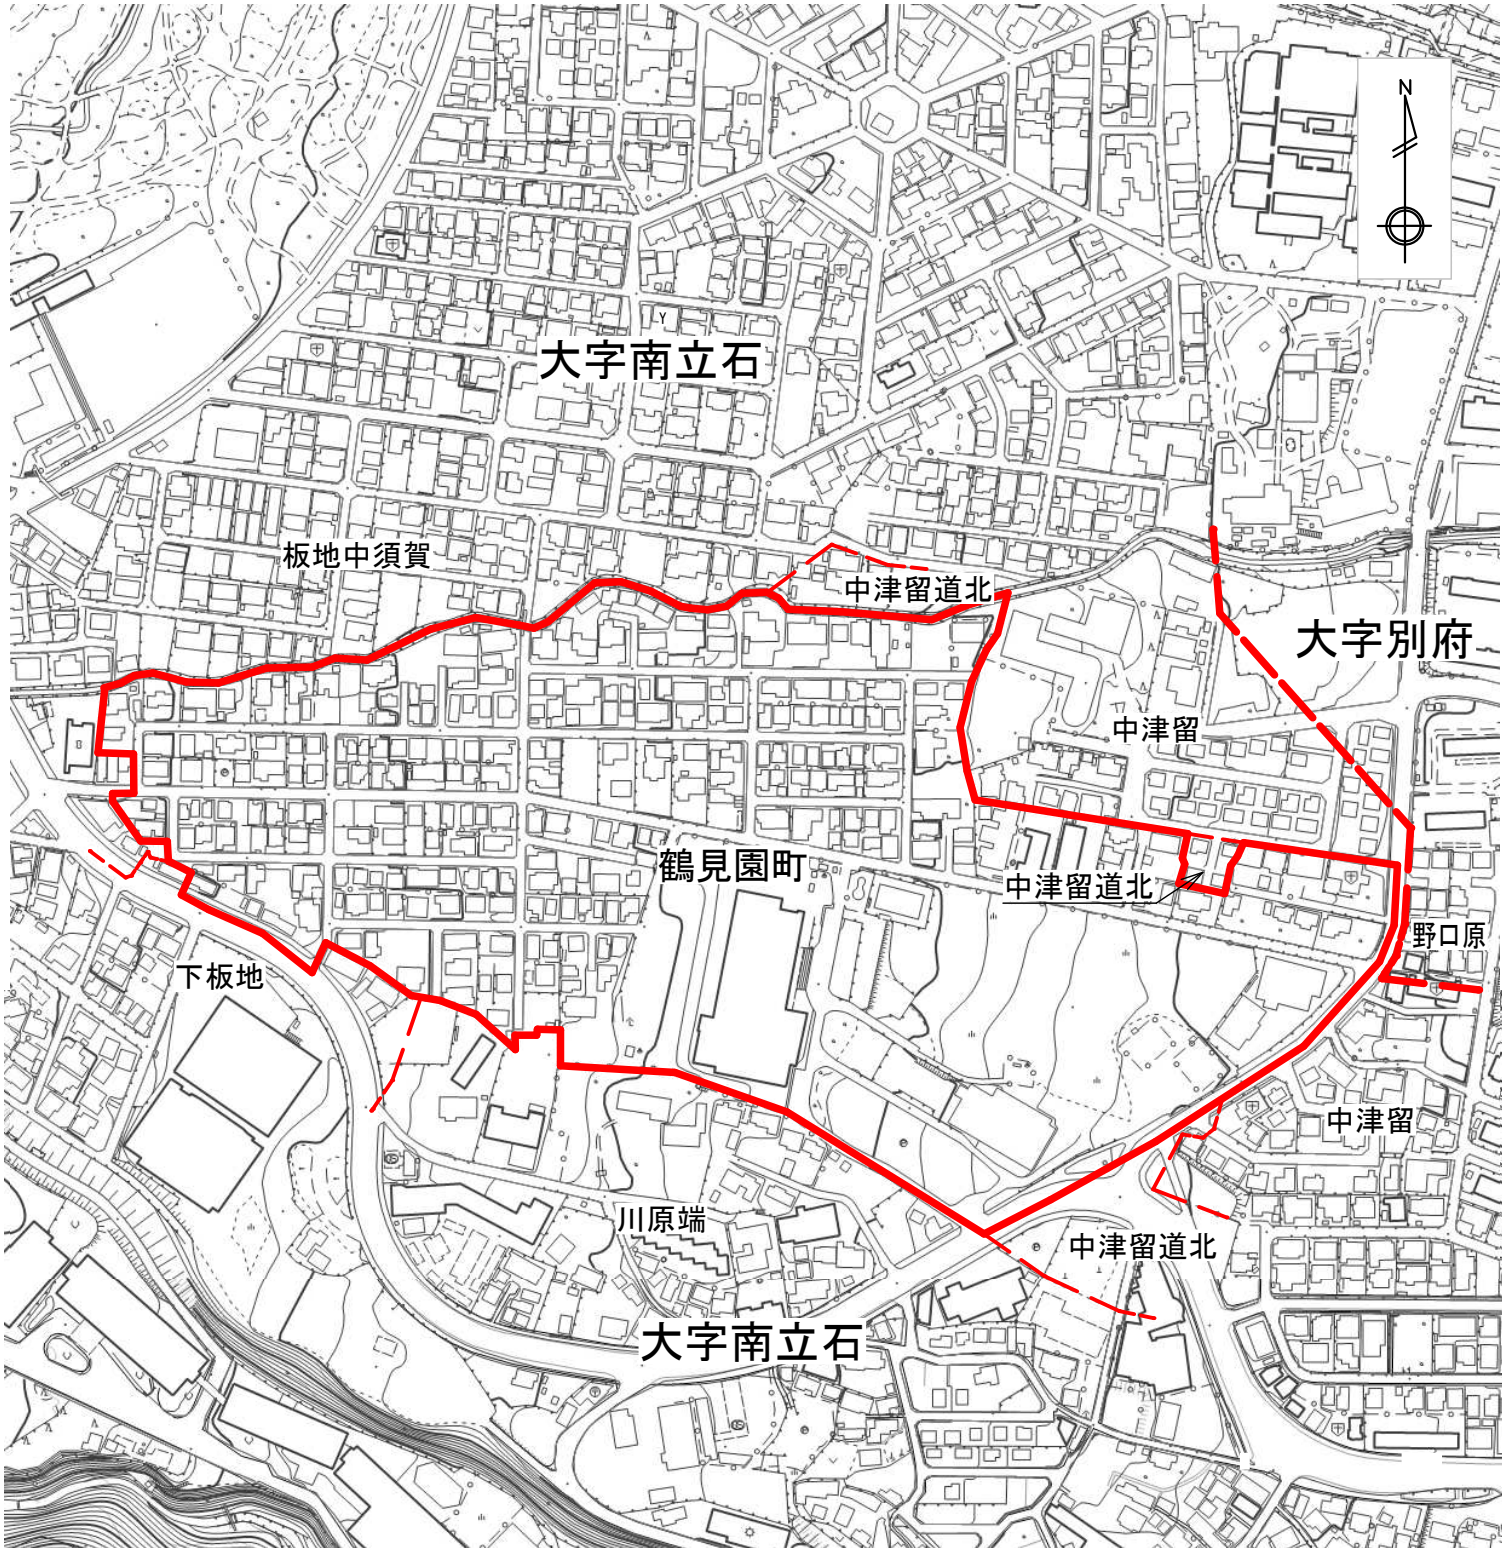 N
大字南立石
板地中須賀
中津留道北
大字別府
中津留
鶴見園町
中津留道北
野口原
下板地
中津留
川原端
中津留道北
大字南立石